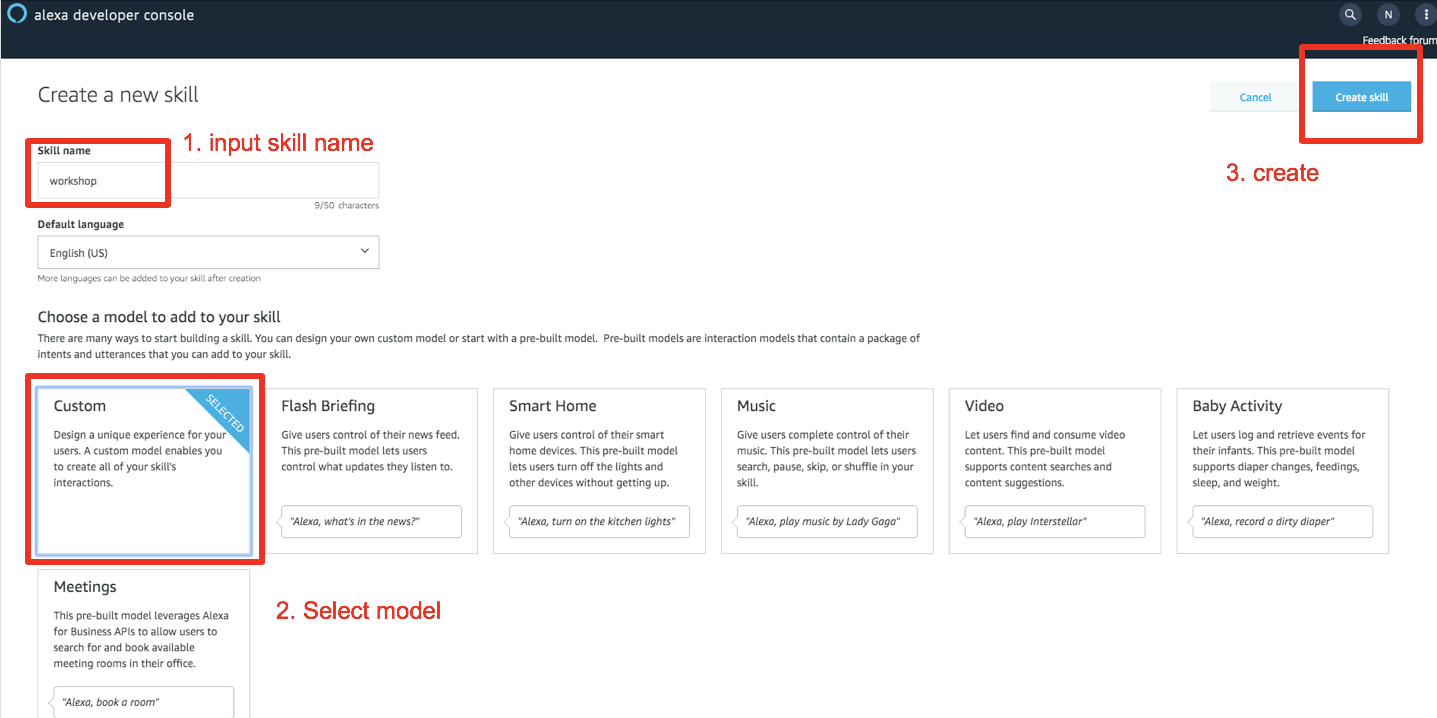 alexa developer console
N
Feedback forum
Create a new skill
Cancel
Create skill
1. input skill name
Skill name
workshop
3. create
9/50 characters
Default language
English (US)
More languages can be added to your skill after creation
Choose a model to add to your skill
There are many ways to start building a skill. You can design your own custom model or start with a pre-built model. Pre-built models are interaction models that contain a package of
intents and utterances that you can add to your skill.
Custom
SELECTED
Design a unique experience for your
users. A custom model enables you
to create all of your skill's
interactions.
Flash Briefing
Give users control of their news feed.
This pre-built model lets users
control what updates they listen to.
"Alexa, what's in the news?"
Smart Home
Give users control of their smart
home devices. This pre-built model
lets users turn off the lights and
other devices without getting up.
"Alexa, turn on the kitchen lights"
Music
Give users complete control of their
music. This pre-built model lets users
search, pause, skip, or shuffle in your
skill.
"Alexa, play music by Lady Gaga"
Video
Let users find and consume video
content. This pre-built model
supports content searches and
content suggestions.
"Alexa, play Interstellar"
Baby Activity
Let users log and retrieve events for
their infants. This pre-built model
supports diaper changes, feedings,
sleep, and weight.
"Alexa, record a dirty diaper"
Meetings
This pre-built model leverages Alexa
for Business APIs to allow users to
search for and book available
meeting rooms in their office.
"Alexa, book a room"
2. Select model